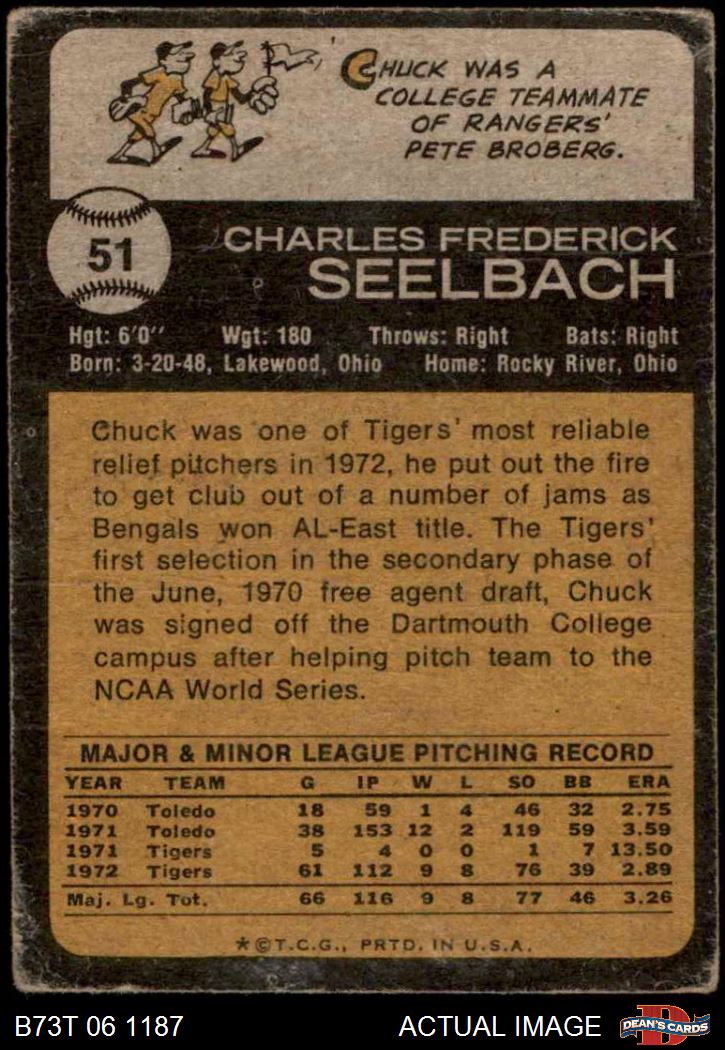 CHUCK WAS A
COLLEGE TEAMMATE
OF RANGERS'
PETE BROBERG.
51
CHARLES FREDERICK
SEELBACH
Hgt: 6'0" Wgt: 180 Throws: Right Bats: Right
Born: 3-20-48, Lakewood, Ohio Home: Rocky River, Ohio
Chuck was one of Tigers' most reliable
relief pitchers in 1972, he put out the fire
to get club out of a number of jams as
Bengals won AL-East title. The Tigers'
first selection in the secondary phase of
the June, 1970 free agent draft, Chuck
was signed off the Dartmouth College
campus after helping pitch team to the
NCAA World Series.
MAJOR & MINOR LEAGUE PITCHING RECORD
YEAR TEAM G IP W L SO BB ERA
1970 Toledo 18 59 1 4 46 32 2.75
1971 Toledo 38 153 12 2 119 59 3.59
1971 Tigers 5 4 0 0 1 7 13.50
1972 Tigers 61 112 9 8 76 39 2.89
Maj. Lg. Tot. 66 116 9 8 77 46 3.26
*©T.C.G., PRTD. IN U.S.A.
B73T 06 1187 ACTUAL IMAGE D DEAN'S CARDS